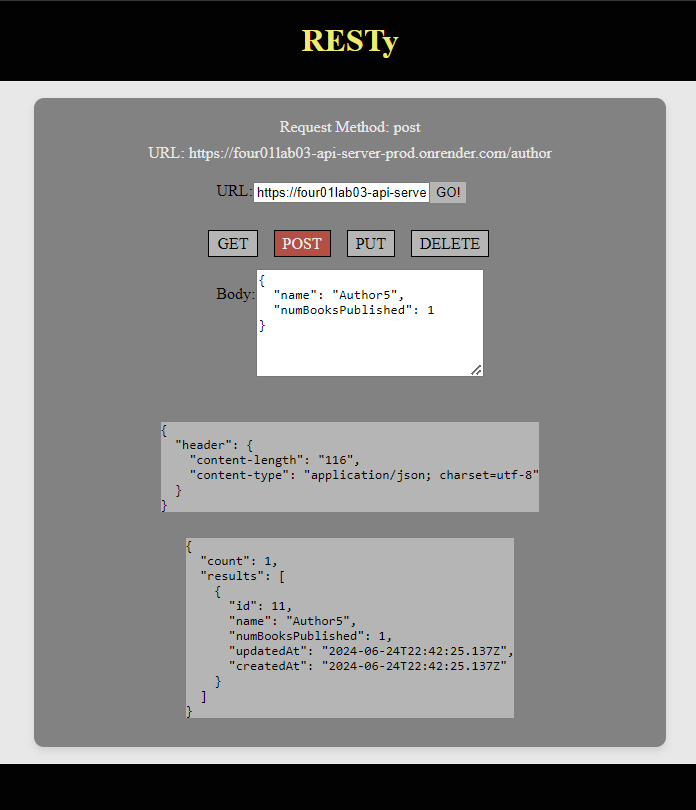 RESTy
Request Method: post
URL: https://four01lab03-api-server-prod.onrender.com/author
URL: https://four01lab03-api-serve GO!
GET POST PUT DELETE
Body: {
  "name": "Author5",
  "numBooksPublished": 1
}
{
  "header": {
    "content-length": "116",
    "content-type": "application/json; charset=utf-8"
  }
}
{
  "count": 1,
  "results": [
    {
      "id": 11,
      "name": "Author5",
      "numBooksPublished": 1,
      "updatedAt": "2024-06-24T22:42:25.137Z",
      "createdAt": "2024-06-24T22:42:25.137Z"
    }
  ]
}